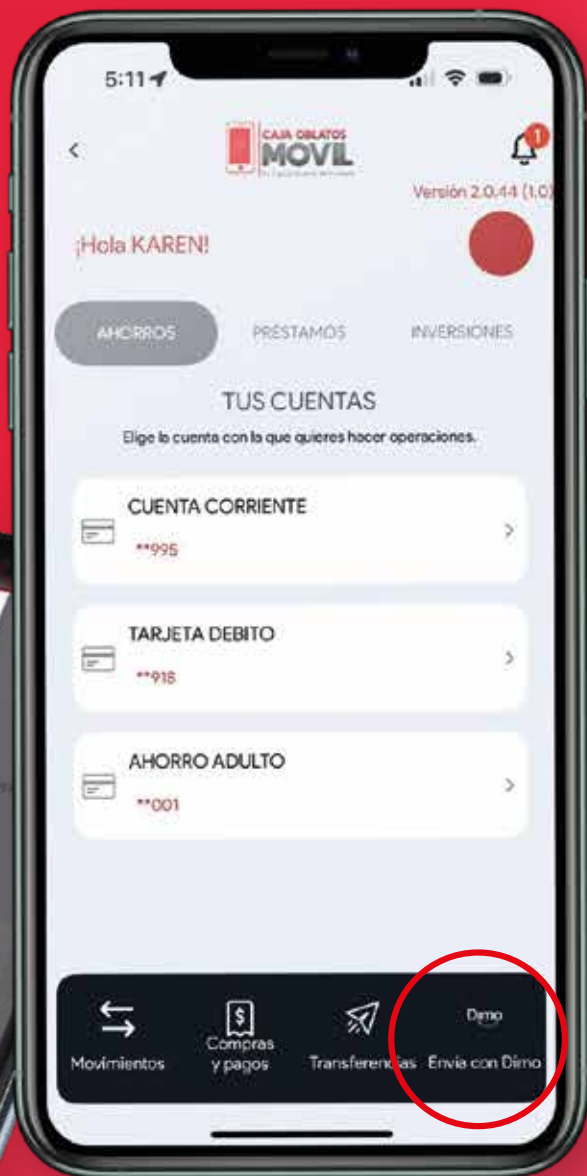 5:11
CAJA OBLATOS
MOVIL
1
Versión 2.0.44 (1.0)
¡Hola KAREN!
AHORROS PRÉSTAMOS INVERSIONES
TUS CUENTAS
Elige la cuenta con la que quieres hacer operaciones.
CUENTA CORRIENTE
**995
TARJETA DEBITO
**918
AHORRO ADULTO
**001
Dimo
Movimientos Compras y pagos Transferencias Envía con Dimo